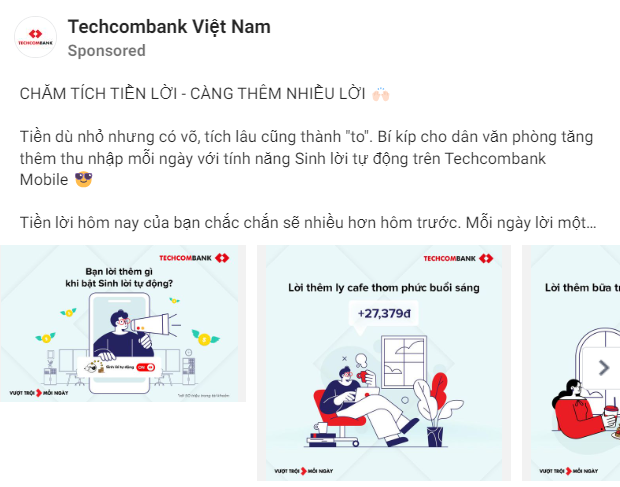 Techcombank Việt Nam
TECHCOMBANK
Sponsored
CHĂM TÍCH TIỀN LỜI - CÀNG THÊM NHIỀU LỜI 🙌🏻
Tiền dù nhỏ nhưng có võ, tích lâu cũng thành "to". Bí kíp cho dân văn phòng tăng
thêm thu nhập mỗi ngày với tính năng Sinh lời tự động trên Techcombank
Mobile 😎
Tiền lời hôm nay của bạn chắc chắn sẽ nhiều hơn hôm trước. Mỗi ngày lời một...
TECHCOMBANK
Bạn lời thêm gì
khi bật Sinh lời tự động?
Sinh lời tự động ON
VƯỢT TRỘI MỖI NGÀY
TECHCOMBANK
Lời thêm ly cafe thơm phức buổi sáng
+27,379đ
VƯỢT TRỘI MỖI NGÀY
Lời thêm bữa
VƯỢT TRỘI MỖI NGÀY